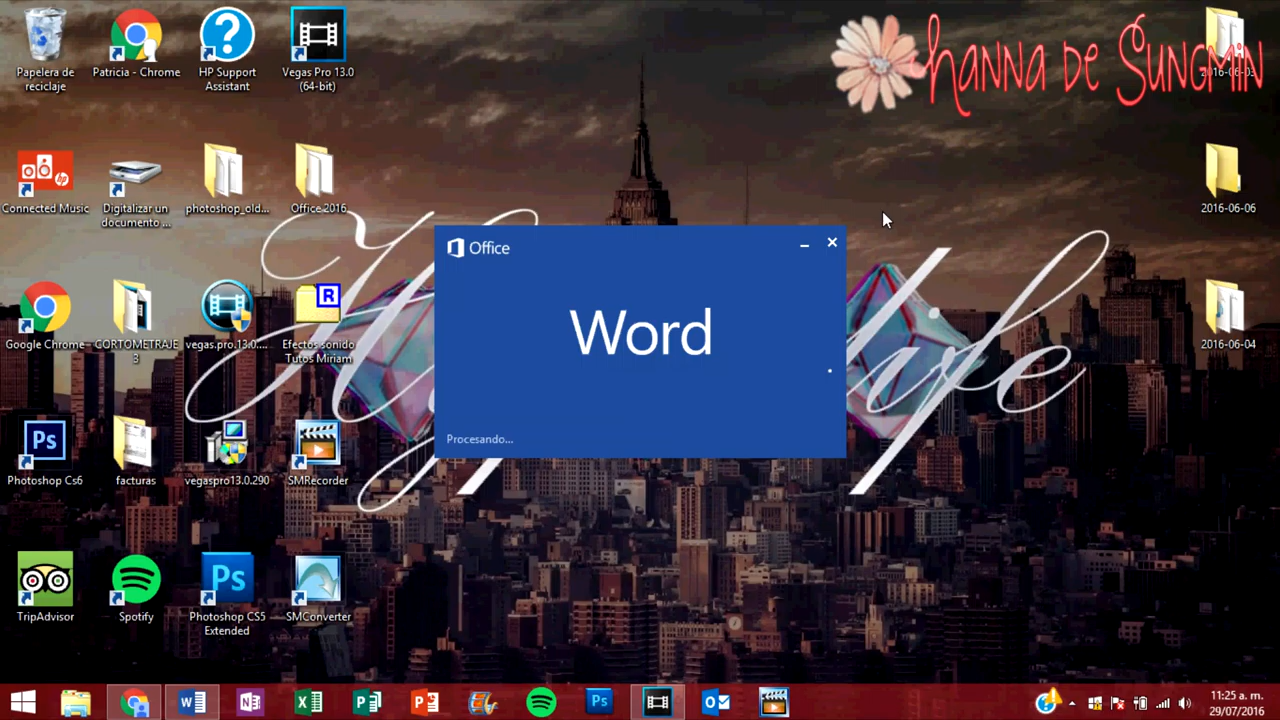 Papelera de
reciclaje
Patricia - Chrome
HP Support
Assistant
Vegas Pro 13.0
(64-bit)
Hanna de Sungmin
2016-06-03
Connected Music
Digitalizar un
documento ...
photoshop_old...
Office 2016
2016-06-06
Office
Word
Procesando...
Google Chrome
CORTOMETRAJE
3
vegas.pro.13.0....
Efectos sonido
Tutos Miriam
2016-06-04
life
Photoshop Cs6
facturas
vegaspro13.0.290
SMRecorder
TripAdvisor
Spotify
Photoshop CS5
Extended
SMConverter
11:25 a. m.
29/07/2016